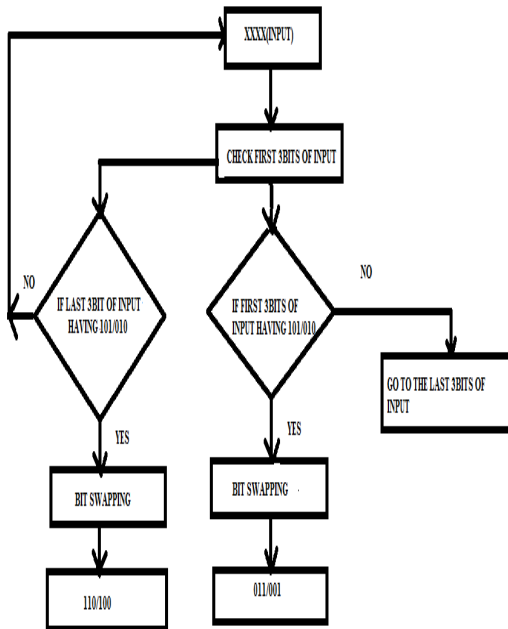 XXXX(INPUT)
CHECK FIRST 3BITS OF INPUT
NO
IF LAST 3BIT OF INPUT
HAVING 101/010
IF FIRST 3BITS OF
INPUT HAVING 101/010
NO
GO TO THE LAST 3BITS OF
INPUT
YES
YES
BIT SWAPPING
BIT SWAPPING
110/100
011/001